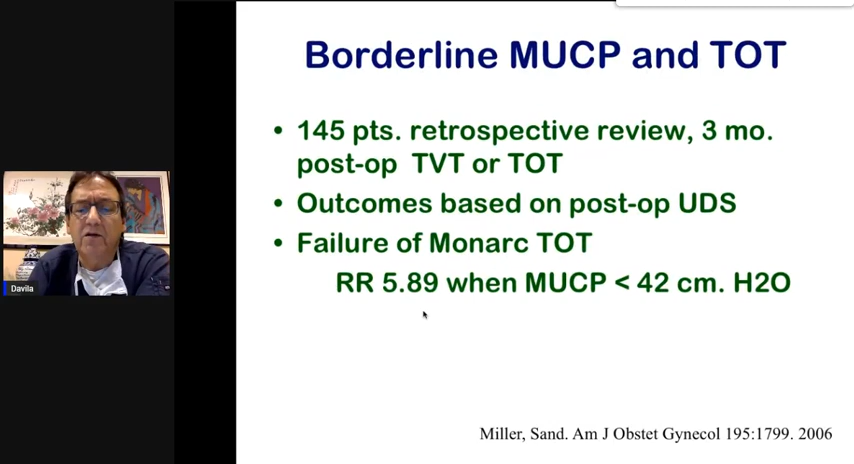 Borderline MUCP and TOT
• 145 pts. retrospective review, 3 mo.
post-op TVT or TOT
• Outcomes based on post-op UDS
• Failure of Monarc TOT
RR 5.89 when MUCP < 42 cm. H2O
Davila
Miller, Sand. Am J Obstet Gynecol 195:1799. 2006